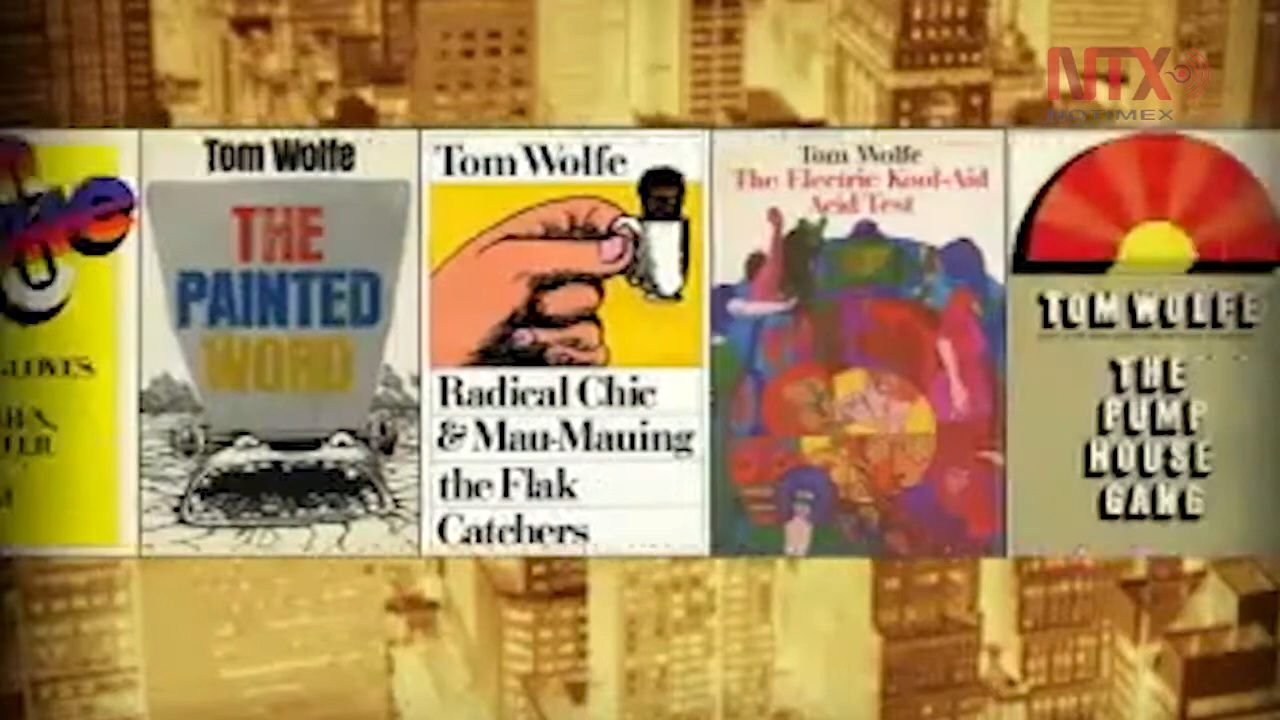 NTX
NOTIMEX
GLOVES
Tom Wolfe
THE
PAINTED
WORD
Tom Wolfe
Radical Chic
& Mau-Mauing
the Flak
Catchers
Tom Wolfe
The Electric Kool-Aid
Acid Test
TOM WOLFE
THE
PUMP
HOUSE
GANG